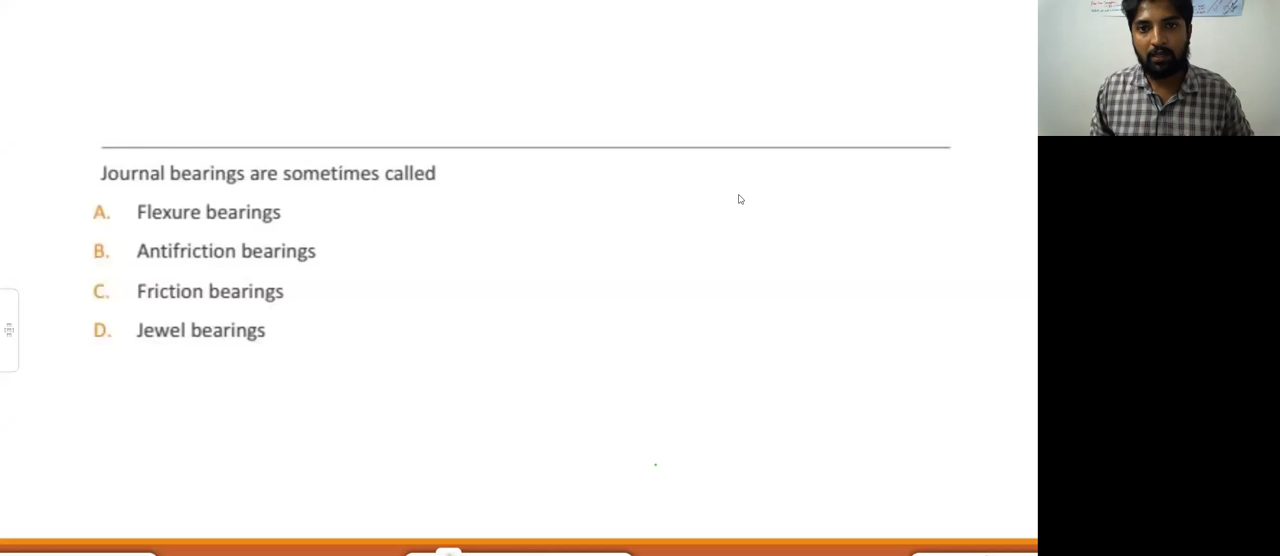 Journal bearings are sometimes called
A. Flexure bearings
B. Antifriction bearings
C. Friction bearings
D. Jewel bearings